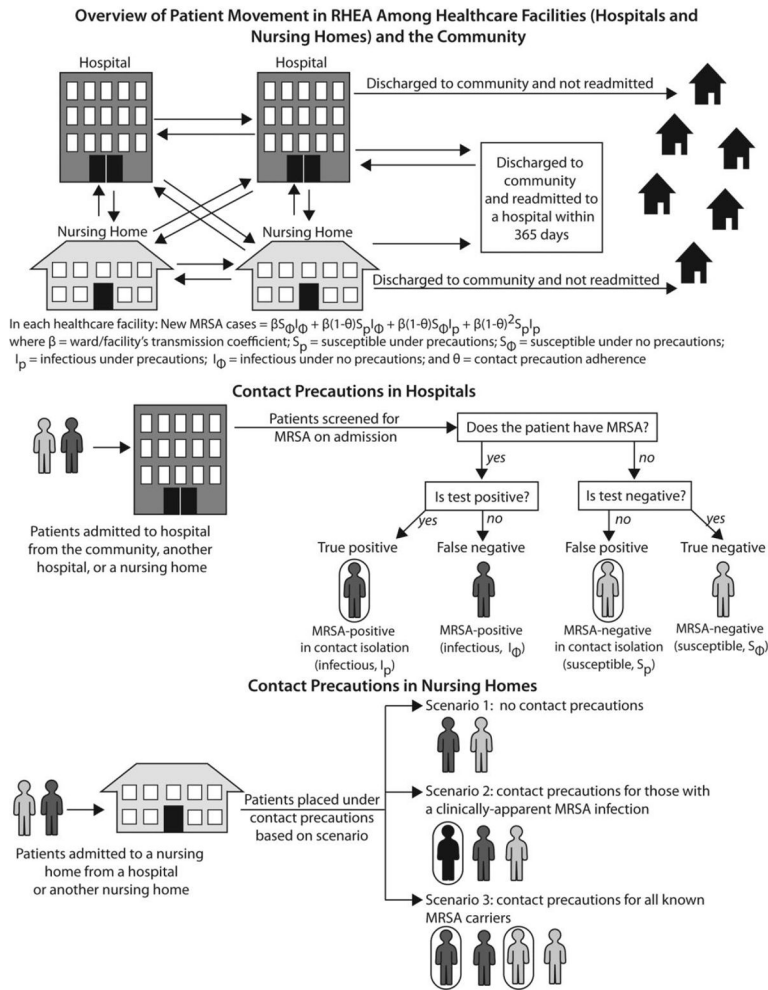 Overview of Patient Movement in RHEA Among Healthcare Facilities (Hospitals and
Nursing Homes) and the Community
Hospital
Hospital
Discharged to community and not readmitted
Discharged to
community
and readmitted to
a hospital within
365 days
Nursing Home
Nursing Home
Discharged to community and not readmitted
In each healthcare facility: New MRSA cases = βSΦIΦ + β(1-θ)SpIΦ + β(1-θ)SΦIp + β(1-θ)²SpIp
where β = ward/facility's transmission coefficient; Sp = susceptible under precautions; SΦ = susceptible under no precautions;
Ip = infectious under precautions; IΦ = infectious under no precautions; and θ = contact precaution adherence
Contact Precautions in Hospitals
Patients screened for
MRSA on admission
Does the patient have MRSA?
yes
no
Is test positive?
Is test negative?
yes
no
no
yes
Patients admitted to hospital
from the community, another
hospital, or a nursing home
True positive
False negative
False positive
True negative
MRSA-positive
in contact isolation
(infectious, Ip)
MRSA-positive
(infectious, IΦ)
MRSA-negative
in contact isolation
(susceptible, Sp)
MRSA-negative
(susceptible, SΦ)
Contact Precautions in Nursing Homes
Scenario 1: no contact precautions
Patients placed under
contact precautions
based on scenario
Scenario 2: contact precautions for those with
a clinically-apparent MRSA infection
Patients admitted to a nursing
home from a hospital
or another nursing home
Scenario 3: contact precautions for all known
MRSA carriers